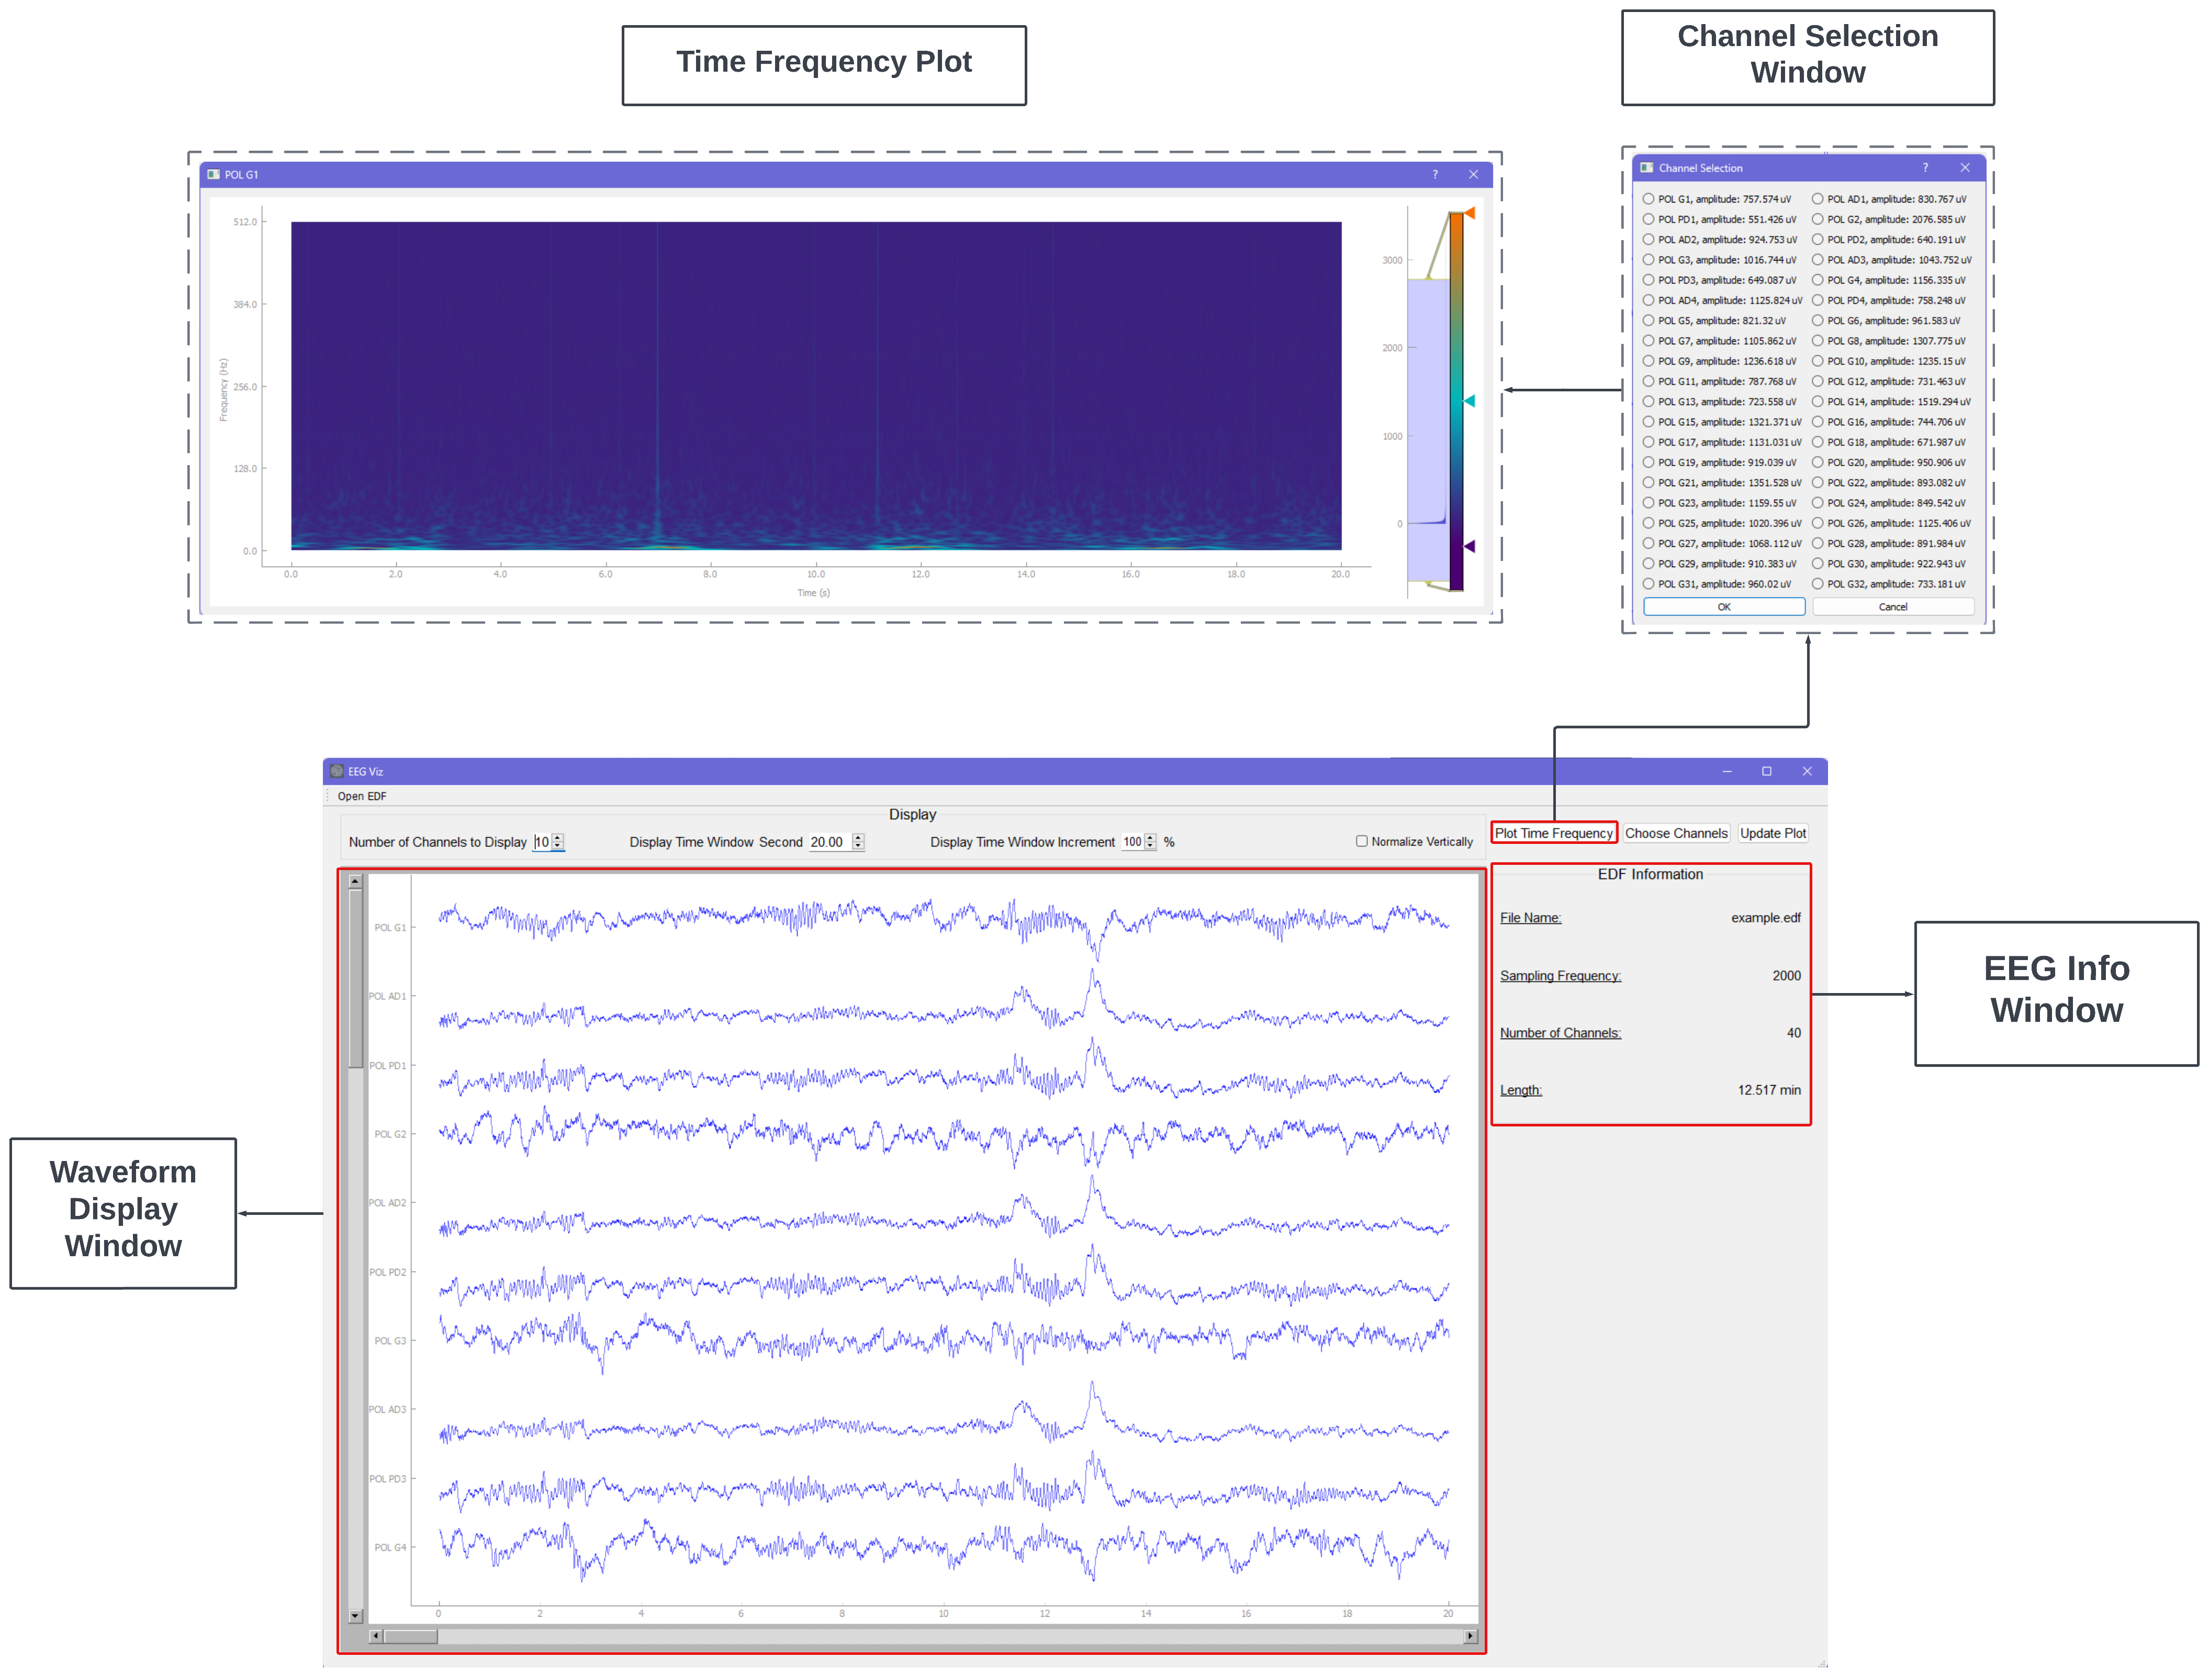 Time Frequency Plot
Channel Selection
Window
POL G1
?
512.0
384.0
256.0
128.0
0.0
Frequency (Hz)
0.0 2.0 4.0 6.0 8.0 10.0 12.0 14.0 16.0 18.0 20.0
Time (s)
3000
2000
1000
0
Channel Selection
?
POL G1, amplitude: 757.574 uV POL AD1, amplitude: 830.767 uV
POL PD1, amplitude: 551.426 uV POL G2, amplitude: 2076.585 uV
POL AD2, amplitude: 924.753 uV POL PD2, amplitude: 640.191 uV
POL G3, amplitude: 1016.744 uV POL AD3, amplitude: 1043.752 uV
POL PD3, amplitude: 649.087 uV POL G4, amplitude: 1156.335 uV
POL AD4, amplitude: 1125.824 uV POL PD4, amplitude: 758.248 uV
POL G5, amplitude: 821.32 uV POL G6, amplitude: 961.583 uV
POL G7, amplitude: 1105.862 uV POL G8, amplitude: 1307.775 uV
POL G9, amplitude: 1236.618 uV POL G10, amplitude: 1235.15 uV
POL G11, amplitude: 787.768 uV POL G12, amplitude: 731.463 uV
POL G13, amplitude: 723.558 uV POL G14, amplitude: 1519.294 uV
POL G15, amplitude: 1321.371 uV POL G16, amplitude: 744.706 uV
POL G17, amplitude: 1131.031 uV POL G18, amplitude: 671.987 uV
POL G19, amplitude: 919.039 uV POL G20, amplitude: 950.906 uV
POL G21, amplitude: 1351.528 uV POL G22, amplitude: 893.082 uV
POL G23, amplitude: 1159.55 uV POL G24, amplitude: 849.542 uV
POL G25, amplitude: 1020.396 uV POL G26, amplitude: 1125.406 uV
POL G27, amplitude: 1068.112 uV POL G28, amplitude: 891.984 uV
POL G29, amplitude: 910.383 uV POL G30, amplitude: 922.943 uV
POL G31, amplitude: 960.02 uV POL G32, amplitude: 733.181 uV
OK Cancel
EEG Viz
Open EDF
Display
Number of Channels to Display 10 Display Time Window Second 20.00 Display Time Window Increment 100 % Normalize Vertically
Plot Time Frequency Choose Channels Update Plot
POL G1
POL AD1
POL PD1
POL G2
POL AD2
POL PD2
POL G3
POL AD3
POL PD3
POL G4
0 2 4 6 8 10 12 14 16 18 20
EDF Information
File Name: example.edf
Sampling Frequency: 2000
Number of Channels: 40
Length: 12.517 min
EEG Info
Window
Waveform
Display
Window